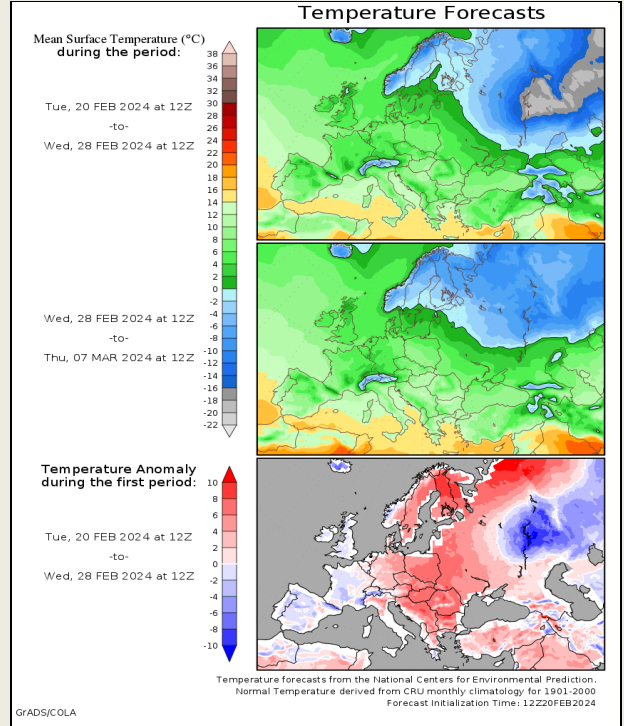 Temperature Forecasts
Mean Surface Temperature (°C)
during the period:
Tue, 20 FEB 2024 at 12Z
-to-
Wed, 28 FEB 2024 at 12Z
38
36
34
32
30
28
26
24
22
20
18
16
14
12
10
8
6
4
2
0
-2
-4
-6
-8
-10
-12
-14
-16
-18
-20
-22
Wed, 28 FEB 2024 at 12Z
-to-
Thu, 07 MAR 2024 at 12Z
Temperature Anomaly
during the first period:
Tue, 20 FEB 2024 at 12Z
-to-
Wed, 28 FEB 2024 at 12Z
10
8
6
4
2
0
-2
-4
-6
-8
-10
Temperature forecasts from the National Centers for Environmental Prediction.
Normal Temperature derived from CRU monthly climatology for 1901-2000
Forecast Initialization Time: 12Z20FEB2024
GrADS/COLA